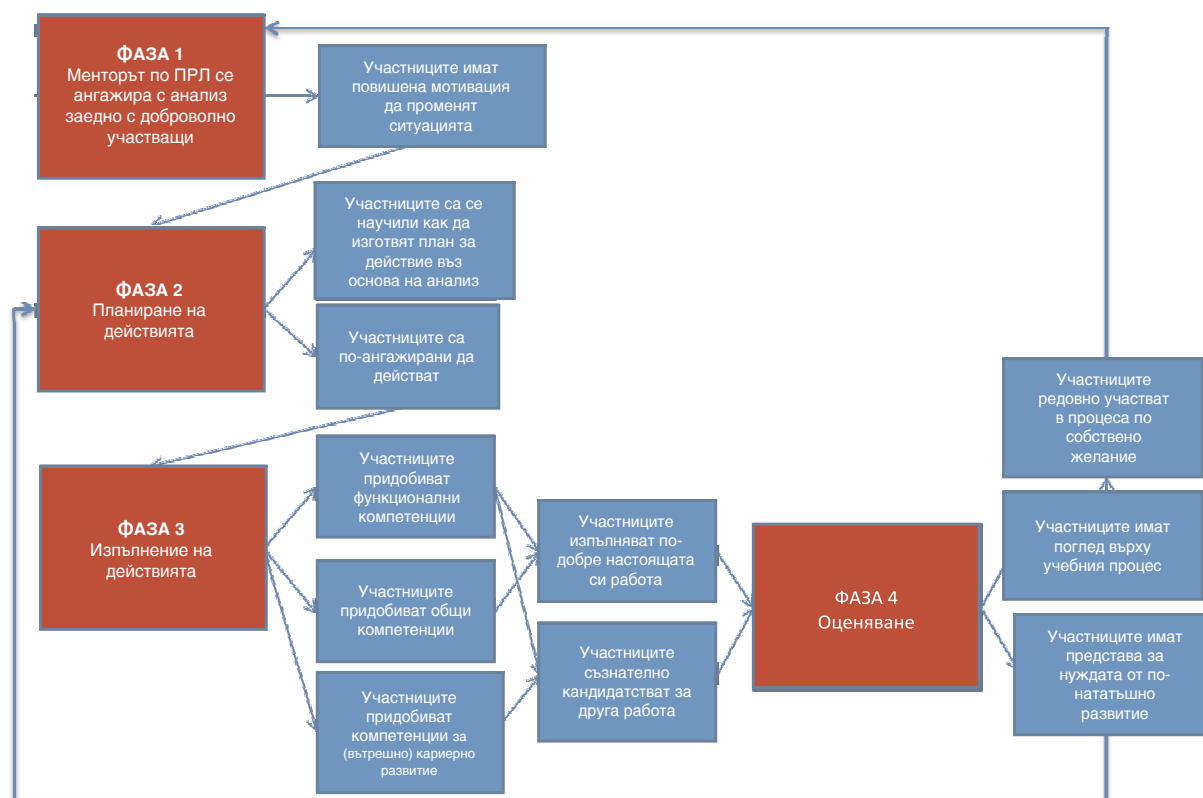 ФАЗА 1
Менторът по ПРЛ се
ангажира с анализ
заедно с доброволно
участващи
Участниците имат
повишена мотивация
да променят
ситуацията
ФАЗА 2
Планиране на
действията
Участниците са се
научили как да
изготвят план за
действие въз
основа на анализ
Участниците са
по-ангажирани да
действат
ФАЗА 3
Изпълнение на
действията
Участниците
придобиват
функционални
компетенции
Участниците
придобиват общи
компетенции
Участниците
придобиват
компетенции за
(вътрешно) кариерно
развитие
Участниците
изпълняват по-
добре настоящата
си работа
Участниците
съзнателно
кандидатстват за
друга работа
ФАЗА 4
Оценяване
Участниците
редовно участват
в процеса по
собствено
желание
Участниците имат
поглед върху
учебния процес
Участниците имат
представа за
нуждата от по-
нататъшно
развитие